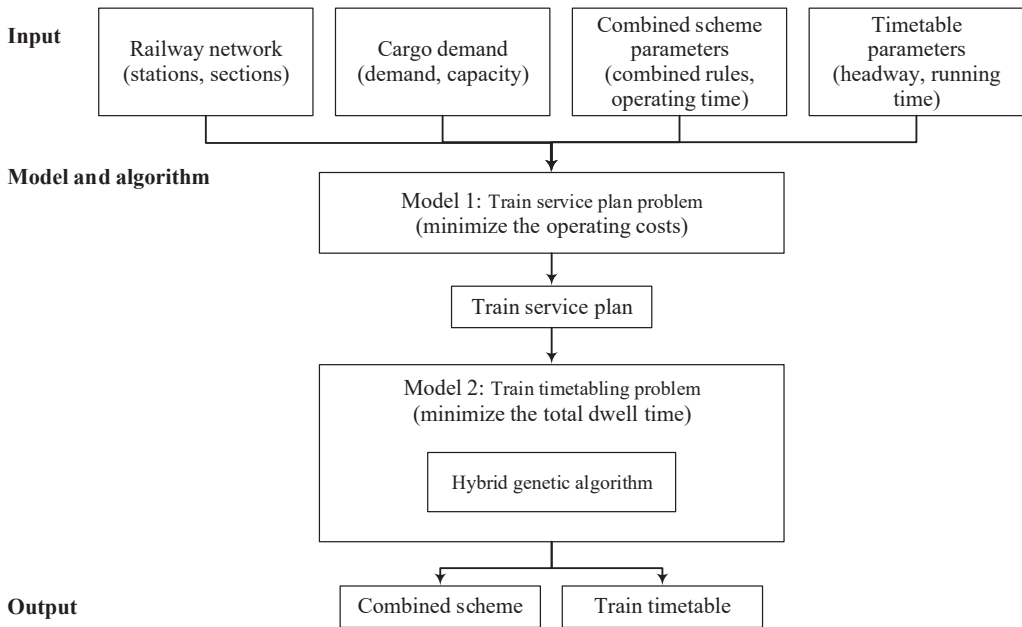 Input
Railway network
(stations, sections)
Cargo demand
(demand, capacity)
Combined scheme
parameters
(combined rules,
operating time)
Timetable
parameters
(headway, running
time)
Model and algorithm
Model 1: Train service plan problem
(minimize the operating costs)
Train service plan
Model 2: Train timetabling problem
(minimize the total dwell time)
Hybrid genetic algorithm
Output
Combined scheme
Train timetable